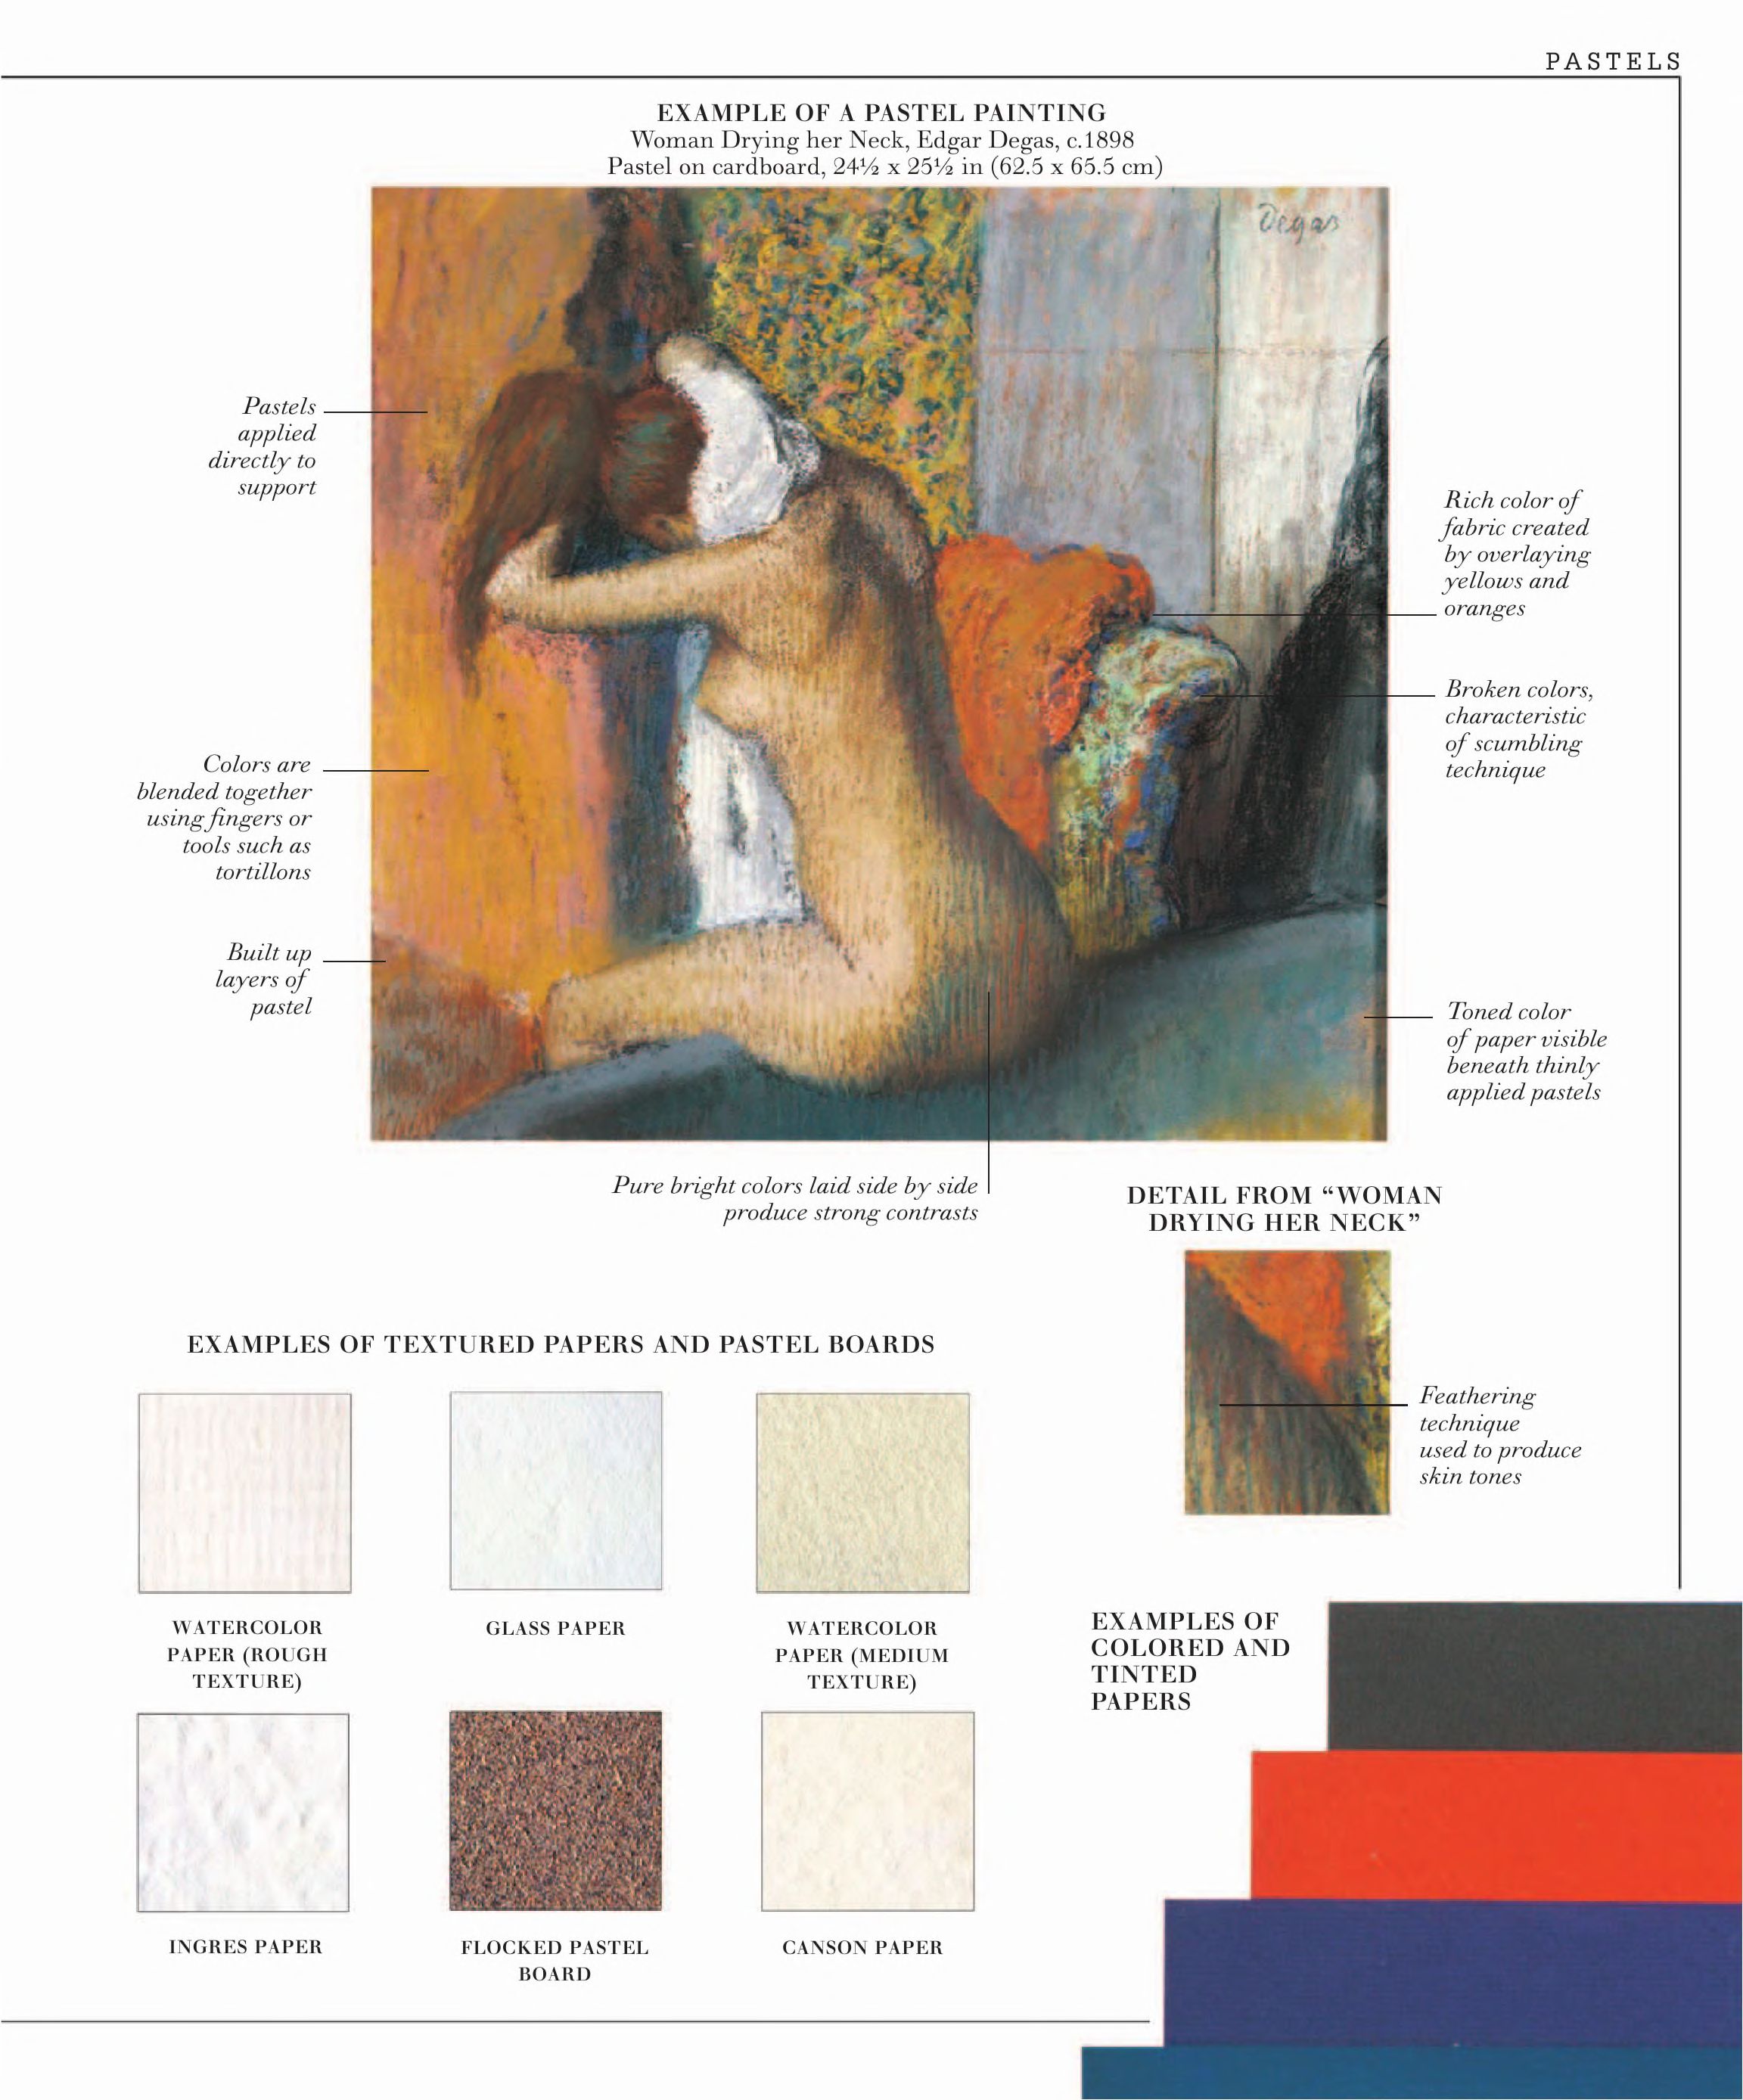 PASTELS
EXAMPLE OF A PASTEL PAINTING
Woman Drying her Neck, Edgar Degas, c.1898
Pastel on cardboard, 24½ x 25½ in (62.5 x 65.5 cm)
Degas
Pastels
applied
directly to
support
Rich color of
fabric created
by overlaying
yellows and
oranges
Broken colors,
characteristic
of scumbling
technique
Colors are
blended together
using fingers or
tools such as
tortillons
Built up
layers of
pastel
Toned color
of paper visible
beneath thinly
applied pastels
Pure bright colors laid side by side
produce strong contrasts
DETAIL FROM “WOMAN
DRYING HER NECK”
Feathering
technique
used to produce
skin tones
EXAMPLES OF TEXTURED PAPERS AND PASTEL BOARDS
WATERCOLOR
PAPER (ROUGH
TEXTURE)
GLASS PAPER
WATERCOLOR
PAPER (MEDIUM
TEXTURE)
INGRES PAPER
FLOCKED PASTEL
BOARD
CANSON PAPER
EXAMPLES OF
COLORED AND
TINTED
PAPERS